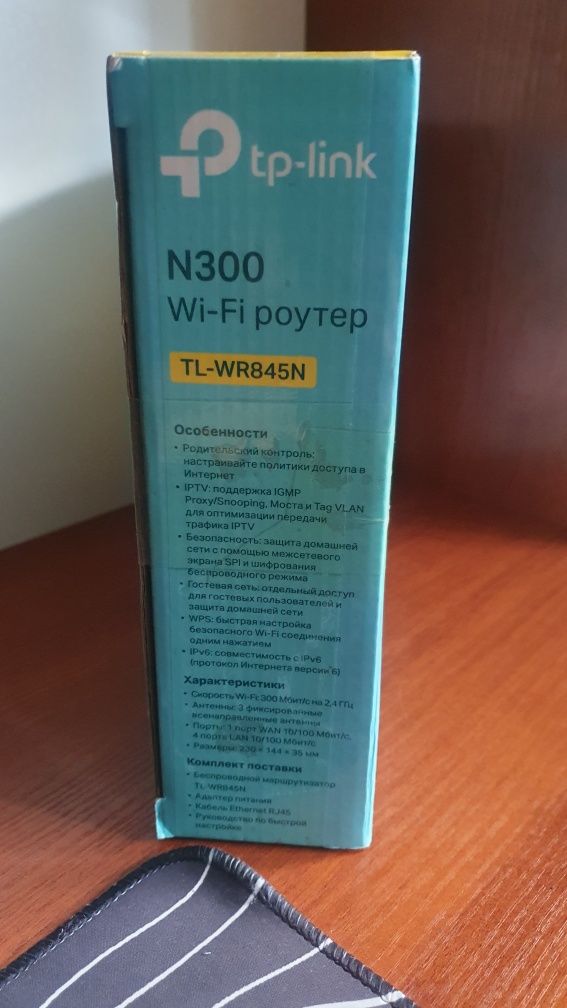 tp-link
N300
Wi-Fi роутер
TL-WR845N
Особенности
• Родительский контроль:
настраивайте политики доступа в
Интернет
• IPTV: поддержка IGMP
Proxy/Snooping, Моста и Tag VLAN
для оптимизации передачи
трафика IPTV
• Безопасность: защита домашней
сети с помощью межсетевого
экрана SPI и шифрования
беспроводного режима
• Гостевая сеть: отдельный доступ
для гостевых пользователей и
защита домашней сети
• WPS: быстрая настройка
безопасного Wi-Fi соединения
одним нажатием
• IPv6: совместимость с IPv6
(протокол Интернета версии 6)
Характеристики
• Скорость Wi-Fi: 300 Мбит/с на 2,4 ГГц
• Антенны: 3 фиксированные
всенаправленные антенны
• Порты: 1 порт WAN 10/100 Мбит/с,
4 порта LAN 10/100 Мбит/с
• Размеры: 230 × 144 × 35 мм
Комплект поставки
• Беспроводной маршрутизатор
TL-WR845N
• Адаптер питания
• Кабель Ethernet RJ45
• Руководство по быстрой
настройке